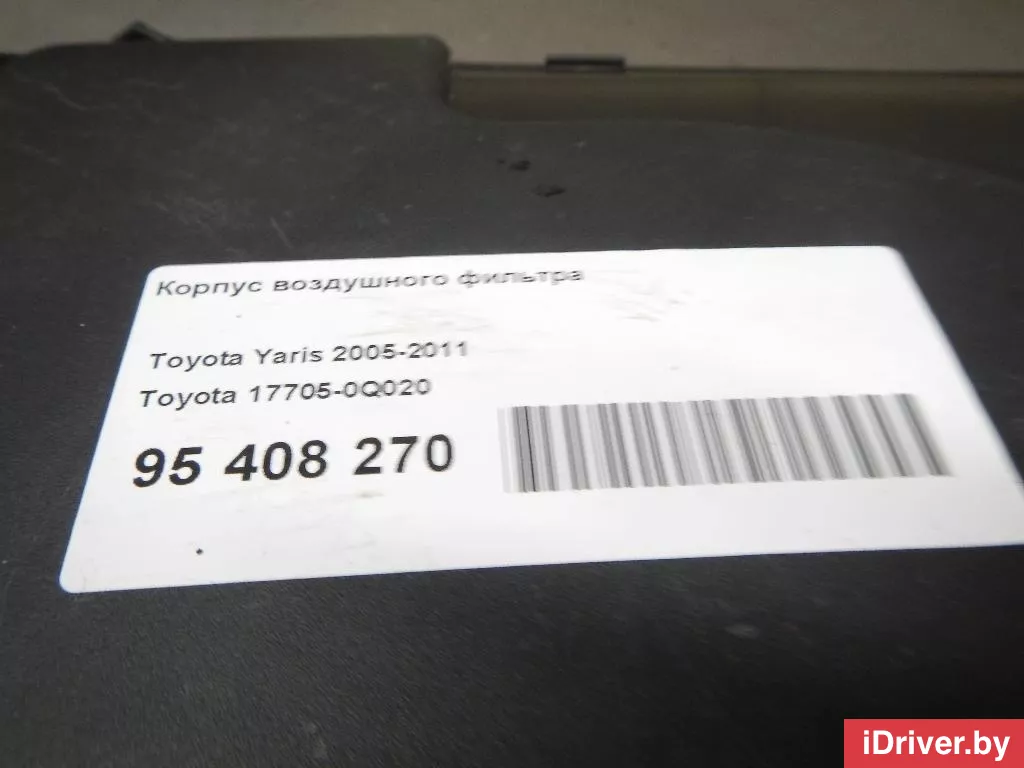 Корпус воздушного фильтра
Toyota Yaris 2005-2011
Toyota 17705-0Q020
95 408 270
iDriver.by